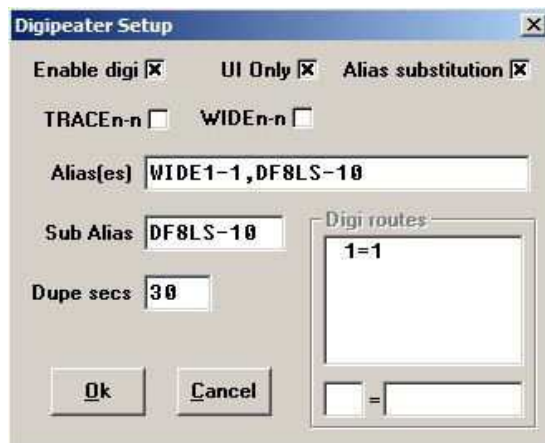 Digipeater Setup
Enable digi UI Only Alias substitution
TRACEn-n WIDEn-n
Alias(es) WIDE1-1,DF8LS-10
Sub Alias DF8LS-10
Digi routes
1=1
Dupe secs 30
Ok Cancel
=